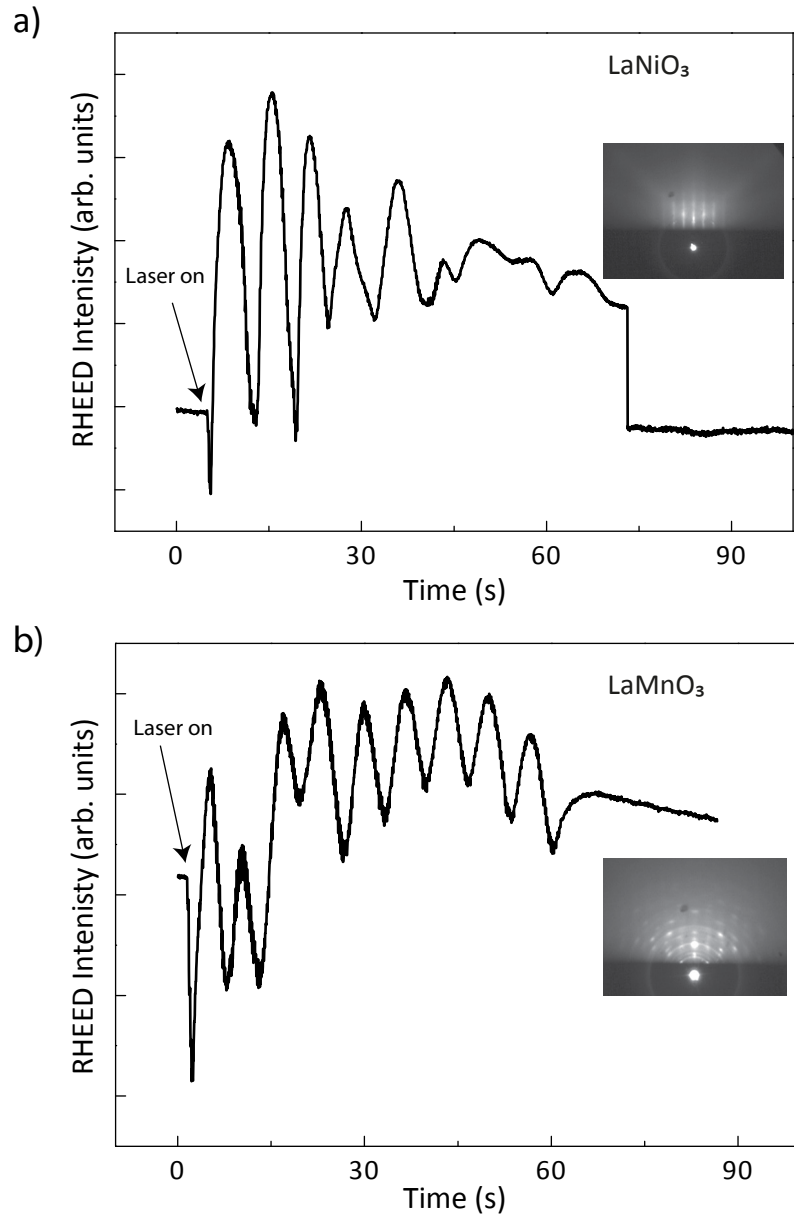 a)
LaNiO₃
RHEED Intenisty (arb. units)
Laser on
0 30 60 90
Time (s)
b)
LaMnO₃
RHEED Intenisty (arb. units)
Laser on
0 30 60 90
Time (s)